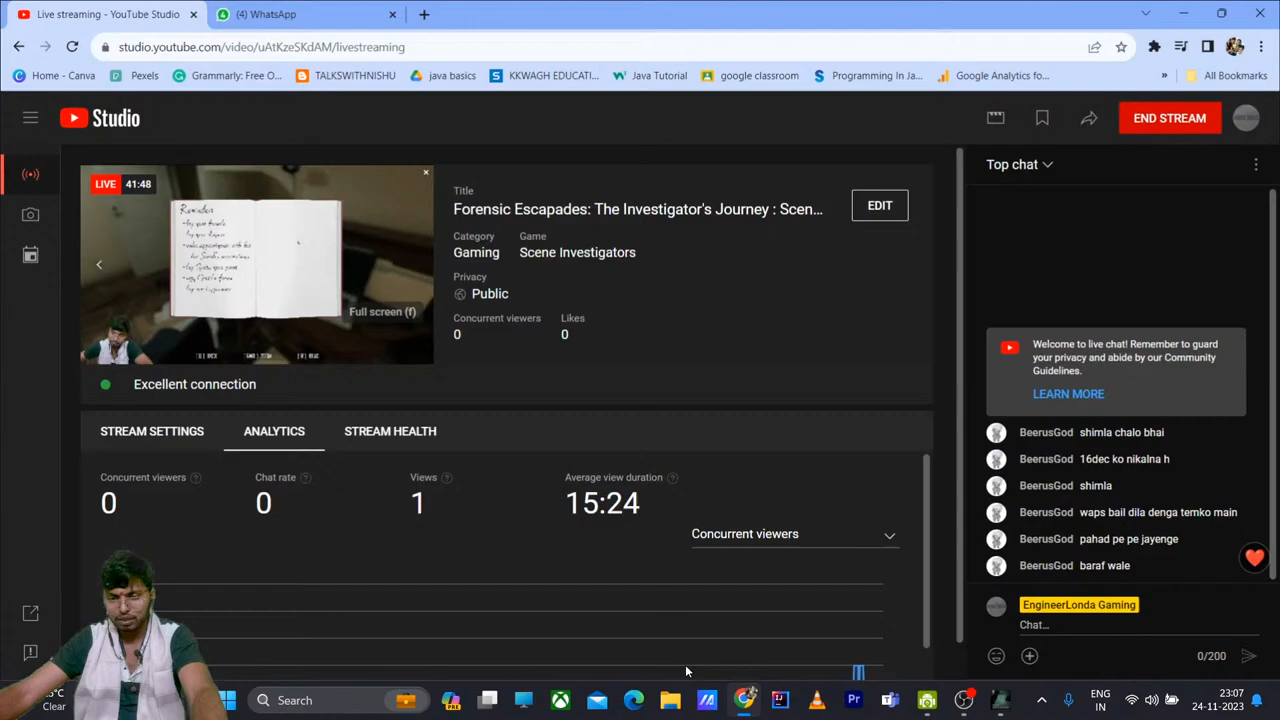 Live streaming - YouTube Studio
(4) WhatsApp
studio.youtube.com/video/uAtKzeSKdAM/livestreaming
Home - Canva
Pexels
Grammarly: Free O...
TALKSWITHNISHU
java basics
KKWAGH EDUCATI...
Java Tutorial
google classroom
Programming In Ja...
Google Analytics fo...
»
All Bookmarks
Studio
END STREAM
LIVE 41:48
Reminders
Full screen (f)
Title
Forensic Escapades: The Investigator's Journey : Scen...
EDIT
Category
Game
Gaming
Scene Investigators
Privacy
Public
Concurrent viewers
Likes
0
0
Excellent connection
STREAM SETTINGS
ANALYTICS
STREAM HEALTH
Concurrent viewers
Chat rate
Views
Average view duration
0
0
1
15:24
Concurrent viewers
Top chat
Welcome to live chat! Remember to guard
your privacy and abide by our Community
Guidelines.
LEARN MORE
BeerusGod shimla chalo bhai
BeerusGod 16dec ko nikalna h
BeerusGod shimla
BeerusGod waps bail dila denga temko main
BeerusGod pahad pe pe jayenge
BeerusGod baraf wale
EngineerLonda Gaming
Chat...
0/200
Clear
Search
ENG
IN
23:07
24-11-2023